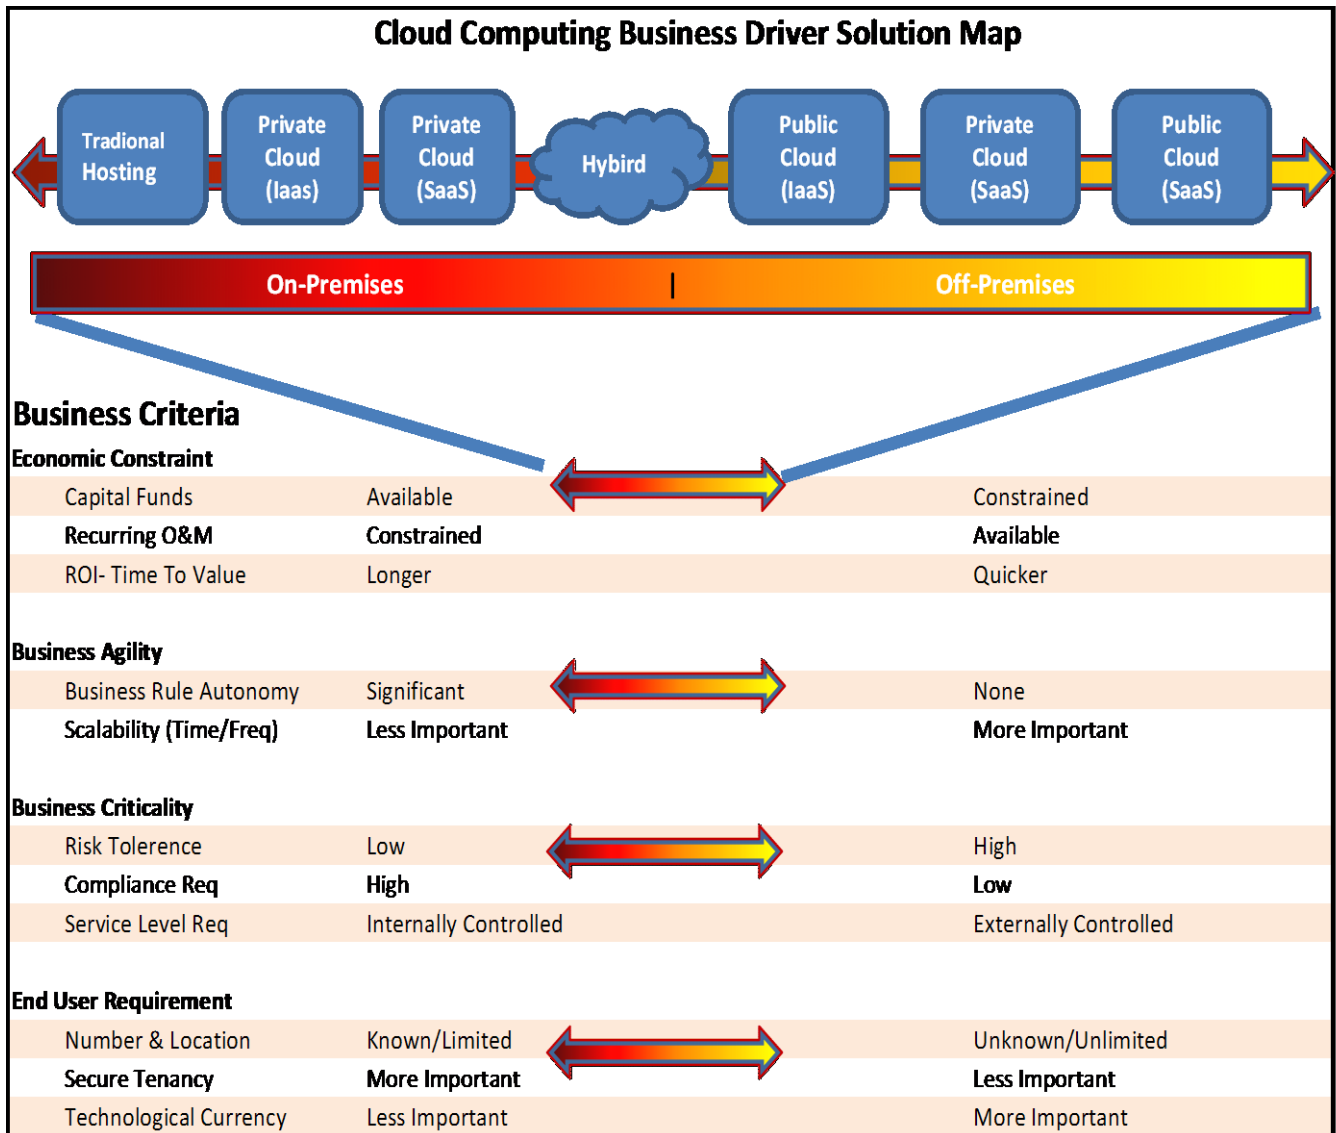 Cloud Computing Business Driver Solution Map
Tradional
Hosting
Private
Cloud
(Iaas)
Private
Cloud
(SaaS)
Hybird
Public
Cloud
(IaaS)
Private
Cloud
(SaaS)
Public
Cloud
(SaaS)
On-Premises | Off-Premises
Business Criteria
Economic Constraint
Capital Funds Available Constrained
Recurring O&M Constrained Available
ROI- Time To Value Longer Quicker
Business Agility
Business Rule Autonomy Significant None
Scalability (Time/Freq) Less Important More Important
Business Criticality
Risk Tolerence Low High
Compliance Req High Low
Service Level Req Internally Controlled Externally Controlled
End User Requirement
Number & Location Known/Limited Unknown/Unlimited
Secure Tenancy More Important Less Important
Technological Currency Less Important More Important